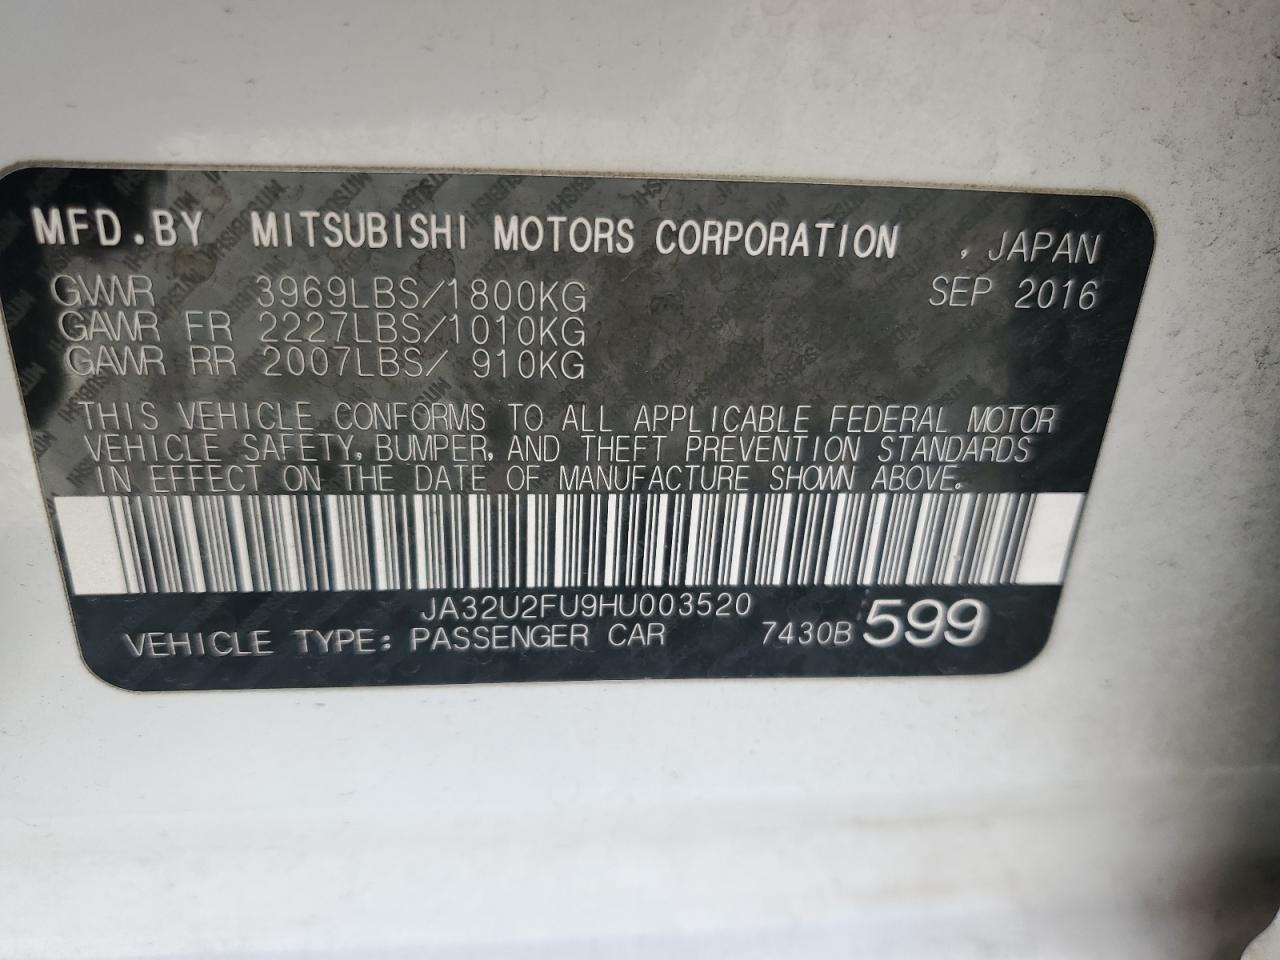 MFD.BY MITSUBISHI MOTORS CORPORATION , JAPAN
GVWR 3969LBS/1800KG SEP 2016
GAWR FR 2227LBS/1010KG
GAWR RR 2007LBS/ 910KG
THIS VEHICLE CONFORMS TO ALL APPLICABLE FEDERAL MOTOR
VEHICLE SAFETY, BUMPER, AND THEFT PREVENTION STANDARDS
IN EFFECT ON THE DATE OF MANUFACTURE SHOWN ABOVE.
JA32U2FU9HU003520
VEHICLE TYPE: PASSENGER CAR 7430B 599